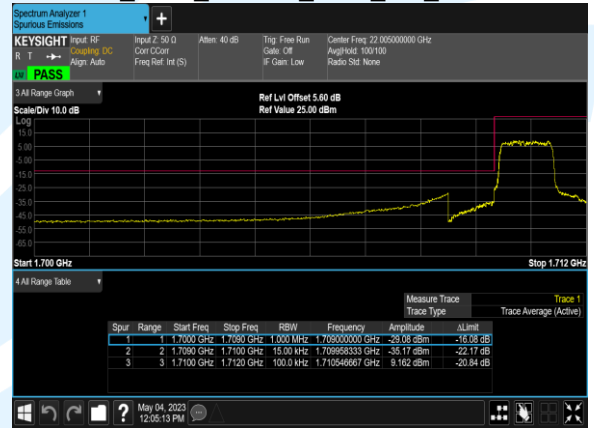 Spectrum Analyzer 1
Spurious Emissions
+
KEYSIGHT Input: RF Input Z: 50 Ω Atten: 40 dB Trig: Free Run Center Freq: 22.005000000 GHz
R T Coupling: DC Corr CCorr Gate: Off Avg|Hold: 100/100
Align: Auto Freq Ref: Int (S) IF Gain: Low Radio Std: None
PASS
3 All Range Graph
Scale/Div 10.0 dB Ref Lvl Offset 5.60 dB
Ref Value 25.00 dBm
Log
15.0
5.00
-5.00
-15.0
-25.0
-35.0
-45.0
-55.0
-65.0
Start 1.700 GHz Stop 1.712 GHz
4 All Range Table
Measure Trace Trace 1
Trace Type Trace Average (Active)
Spur Range Start Freq Stop Freq RBW Frequency Amplitude ΔLimit
1 1 1.7000 GHz 1.7090 GHz 1.000 MHz 1.709000000 GHz -29.08 dBm -16.08 dB
2 2 1.7090 GHz 1.7100 GHz 15.00 kHz 1.709958333 GHz -35.17 dBm -22.17 dB
3 3 1.7100 GHz 1.7120 GHz 100.0 kHz 1.710546667 GHz 9.162 dBm -20.84 dB
? May 04, 2023
12:05:13 PM